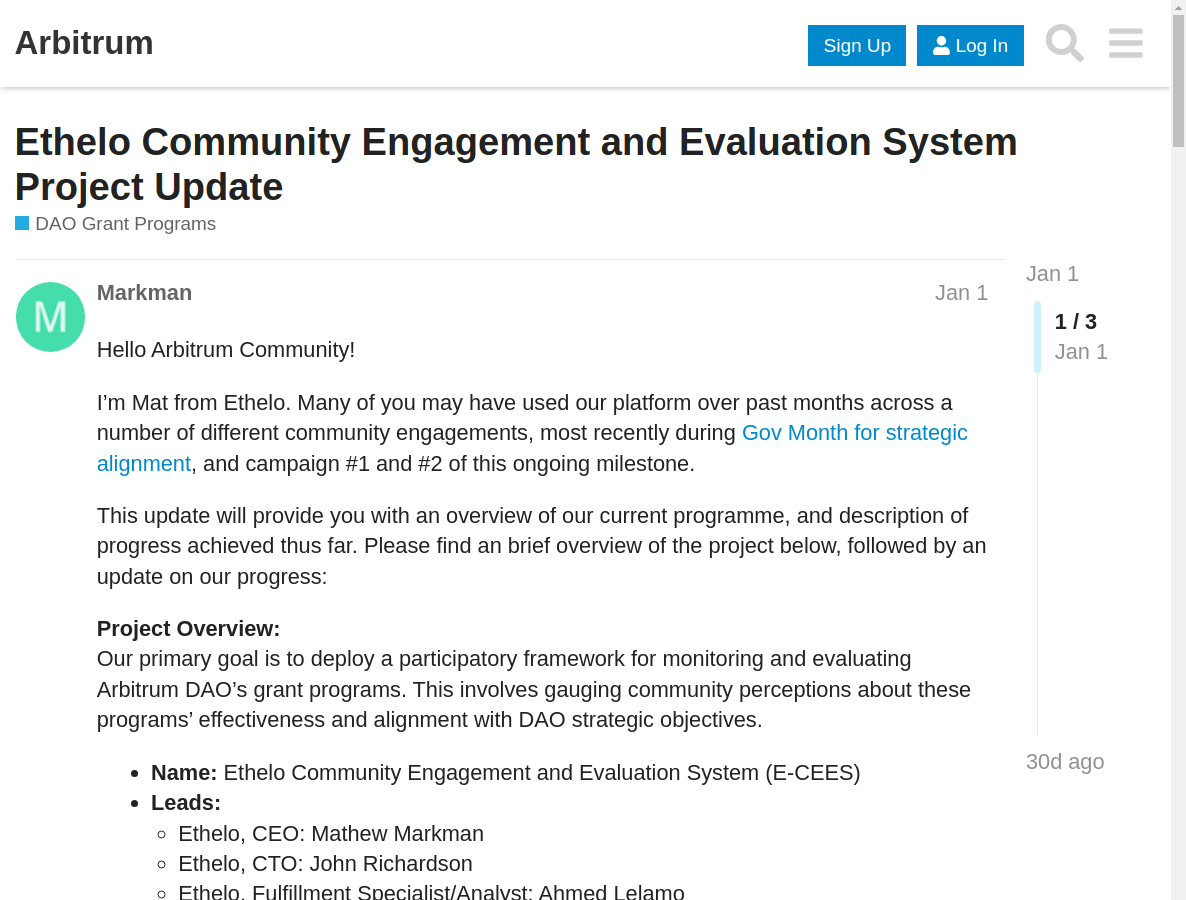 Arbitrum
Sign Up
Log In
Ethelo Community Engagement and Evaluation System
Project Update
DAO Grant Programs
M
Markman
Jan 1
Hello Arbitrum Community!
I’m Mat from Ethelo. Many of you may have used our platform over past months across a
number of different community engagements, most recently during Gov Month for strategic
alignment, and campaign #1 and #2 of this ongoing milestone.
This update will provide you with an overview of our current programme, and description of
progress achieved thus far. Please find an brief overview of the project below, followed by an
update on our progress:
Project Overview:
Our primary goal is to deploy a participatory framework for monitoring and evaluating
Arbitrum DAO’s grant programs. This involves gauging community perceptions about these
programs’ effectiveness and alignment with DAO strategic objectives.
Name: Ethelo Community Engagement and Evaluation System (E-CEES)
Leads:
Ethelo, CEO: Mathew Markman
Ethelo, CTO: John Richardson
Ethelo, Fulfillment Specialist/Analyst: Ahmed Lelamo
Jan 1
1 / 3
Jan 1
30d ago